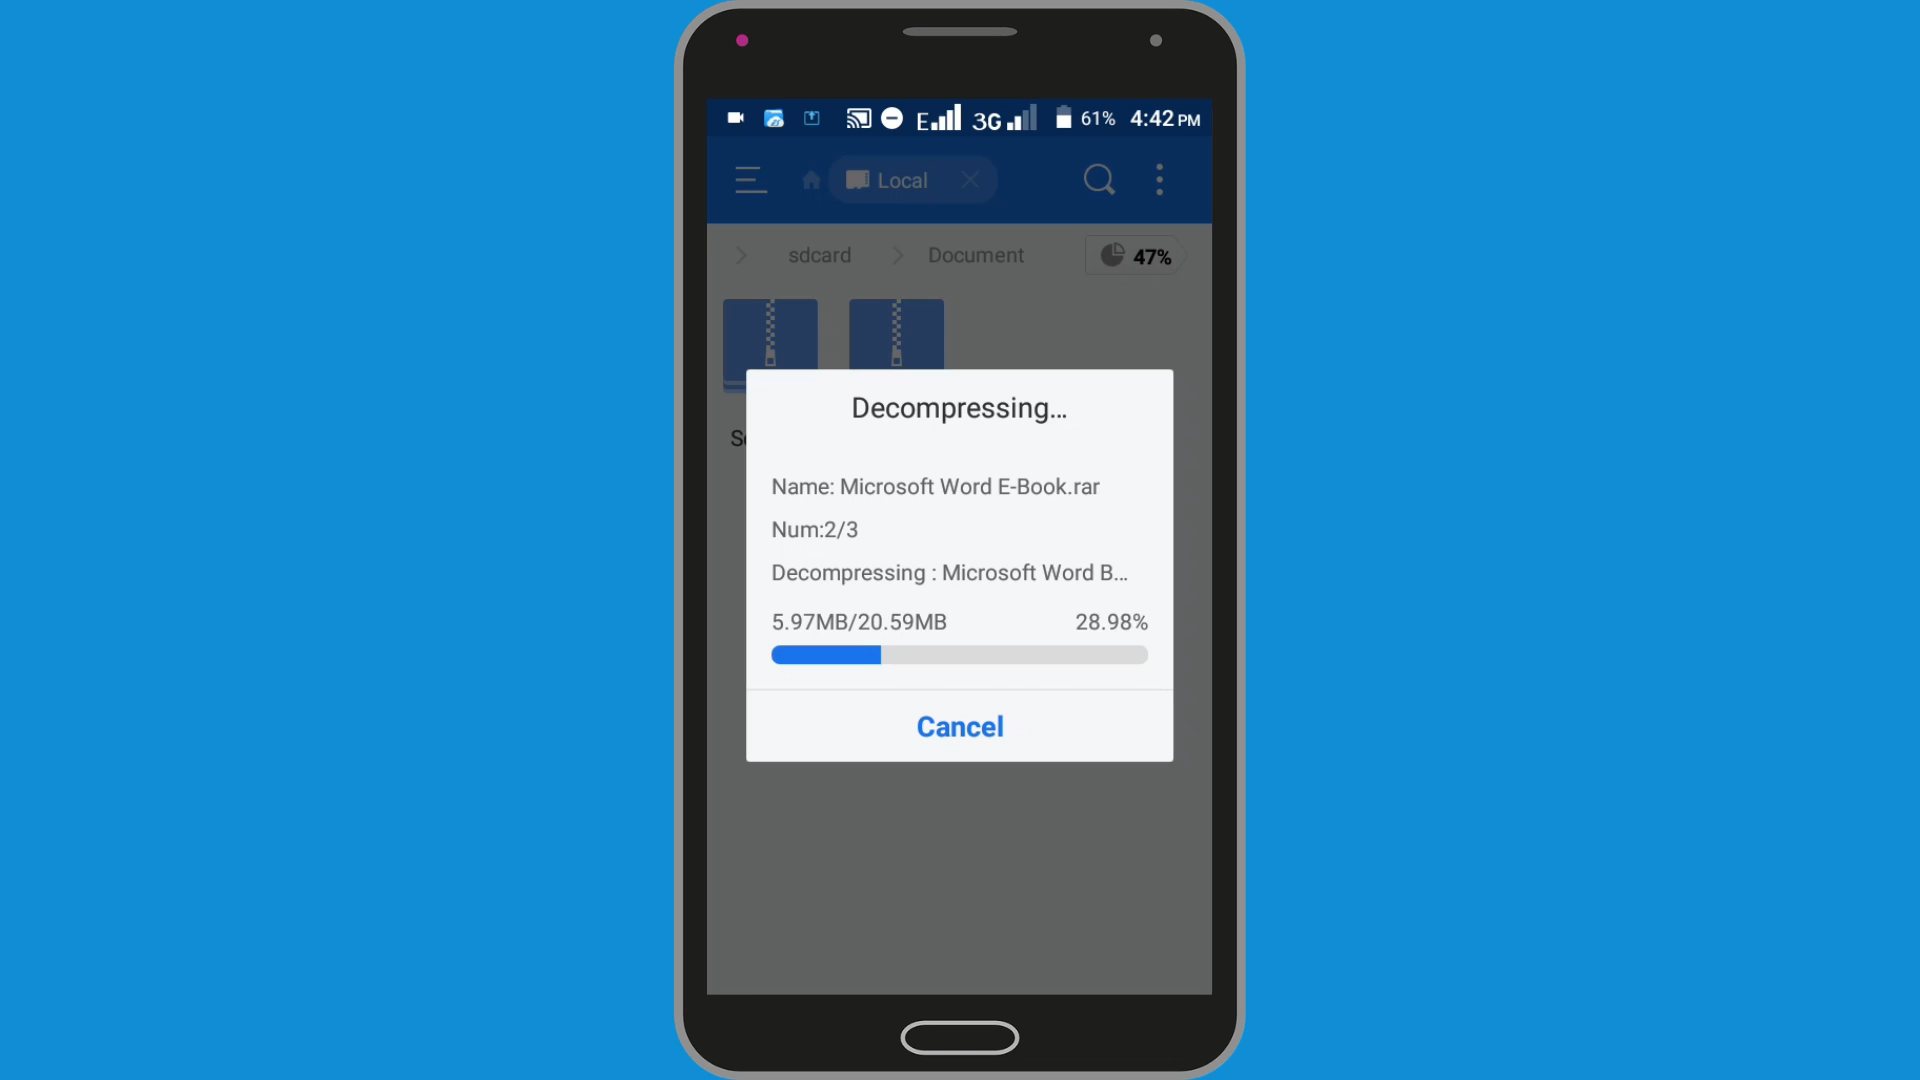 E 3G 61% 4:42 PM
Local
sdcard Document 47%
Decompressing...
Name: Microsoft Word E-Book.rar
Num:2/3
Decompressing : Microsoft Word B...
5.97MB/20.59MB 28.98%
Cancel